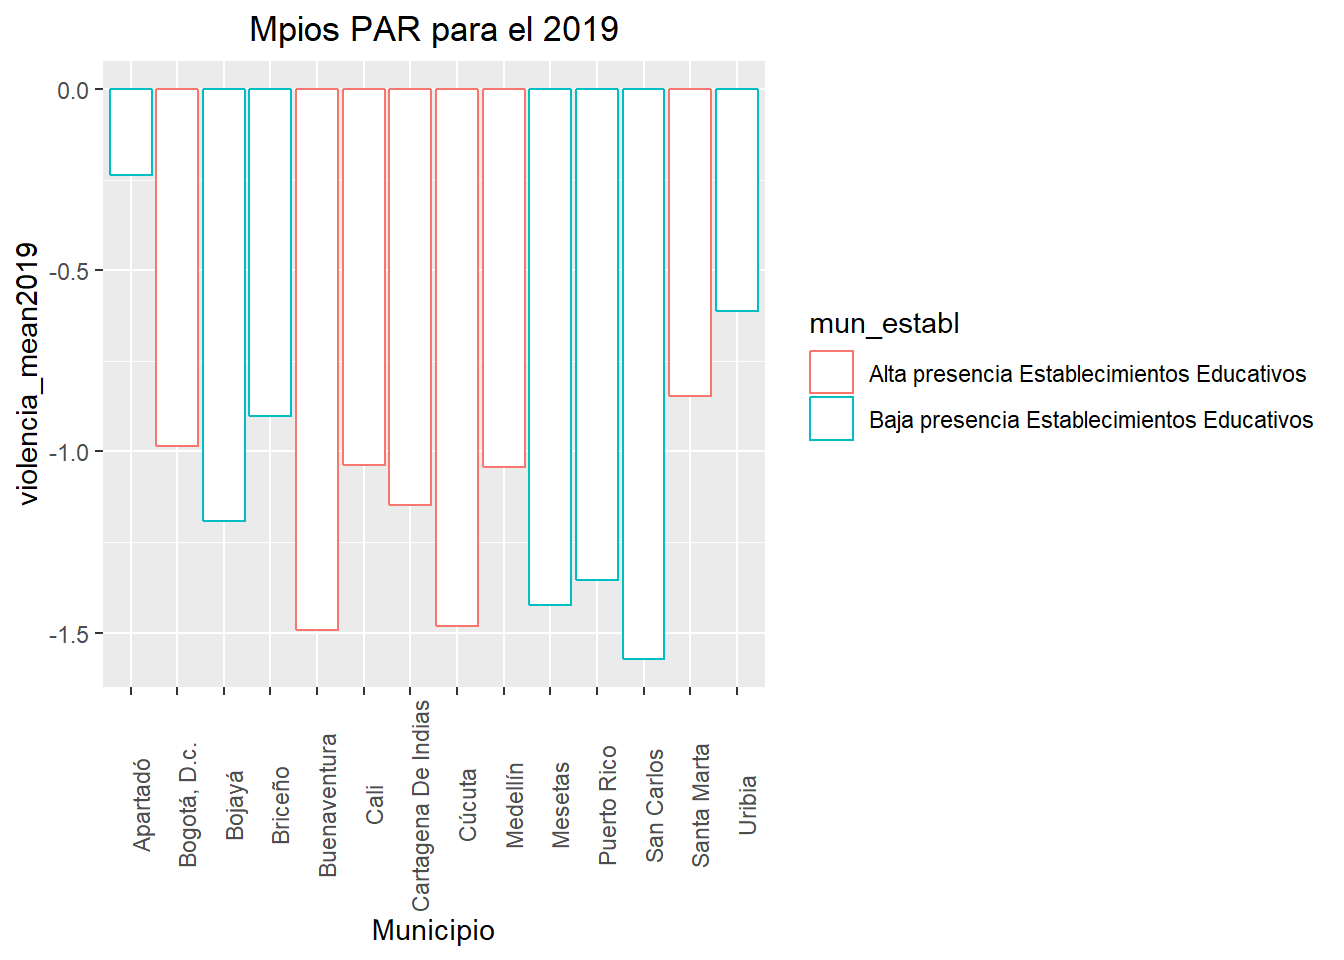 Mpios PAR para el 2019
violencia_mean2019
0.0
-0.5
-1.0
-1.5
Apartadó
Bogotá, D.c.
Bojayá
Briceño
Buenaventura
Cali
Cartagena De Indias
Cúcuta
Medellín
Mesetas
Puerto Rico
San Carlos
Santa Marta
Uribia
Municipio
mun_establ
Alta presencia Establecimientos Educativos
Baja presencia Establecimientos Educativos